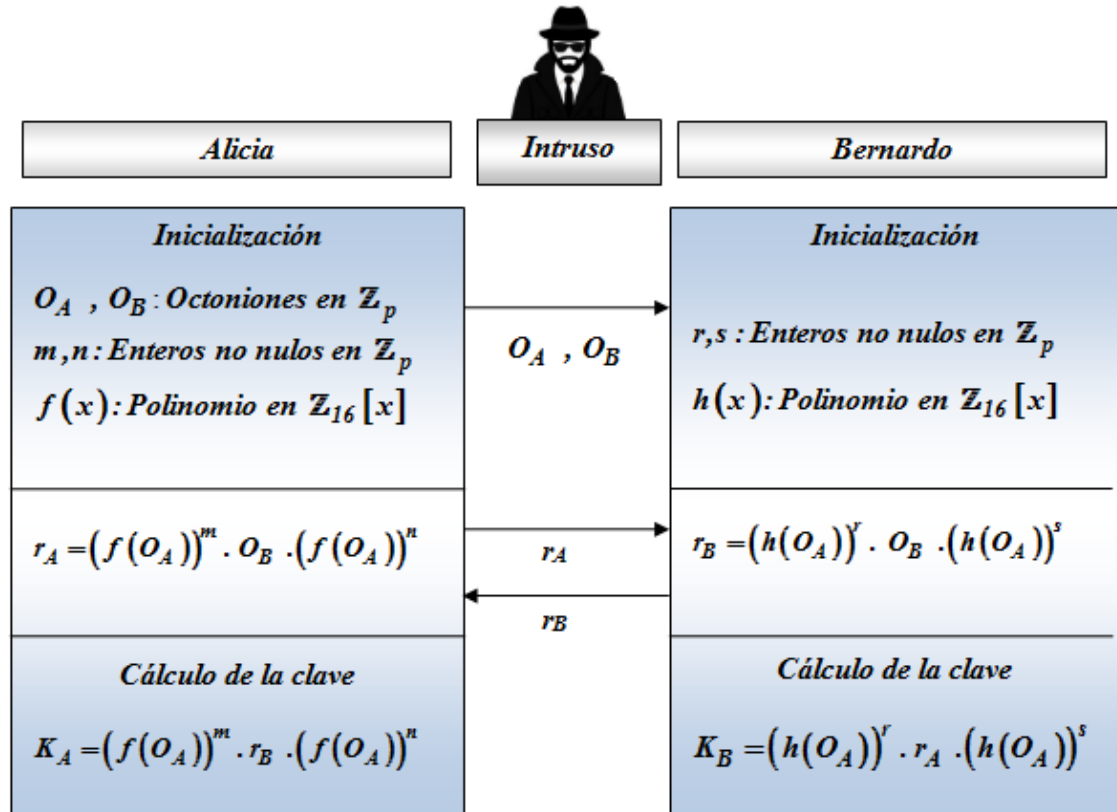 Alicia
Intruso
Bernardo
Inicialización
O_A , O_B : Octoniones en ℤ_p
m,n : Enteros no nulos en ℤ_p
f(x) : Polinomio en ℤ_16[x]
O_A , O_B
Inicialización
r,s : Enteros no nulos en ℤ_p
h(x) : Polinomio en ℤ_16[x]
r_A = (f(O_A))^m . O_B . (f(O_A))^n
r_A
r_B
r_B = (h(O_A))^r . O_B . (h(O_A))^s
Cálculo de la clave
K_A = (f(O_A))^m . r_B . (f(O_A))^n
Cálculo de la clave
K_B = (h(O_A))^r . r_A . (h(O_A))^s